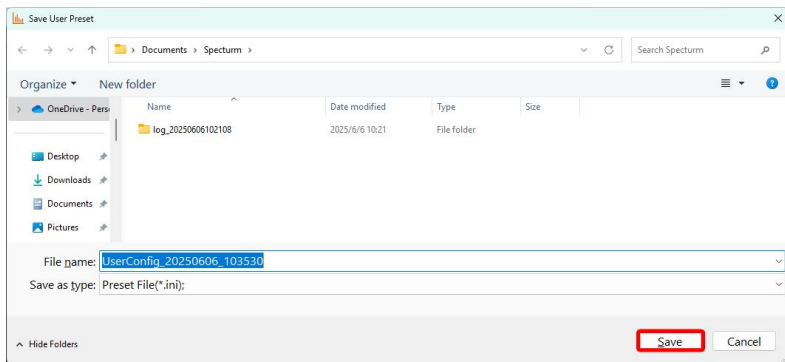 Save User Preset
Documents > Specturm >
Search Specturm
Organize
New folder
OneDrive - Pers
Name
Date modified
Type
Size
log_20250606102108
2025/6/6 10:21
File folder
Desktop
Downloads
Documents
Pictures
File name: UserConfig_20250606_103530
Save as type: Preset File(*.ini);
Hide Folders
Save
Cancel